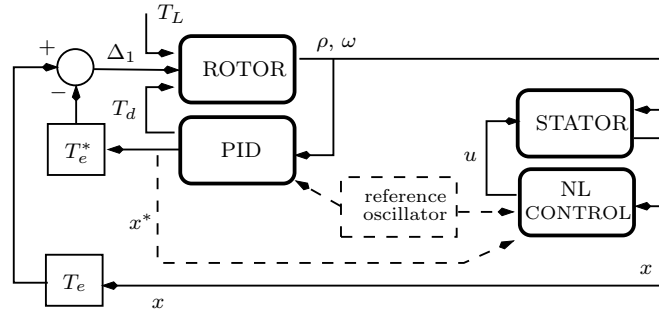 T_L
ρ, ω
+
Δ_1
ROTOR
−
T_d
STATOR
T_e^*
PID
u
NL
CONTROL
reference
oscillator
x^*
T_e
x
x